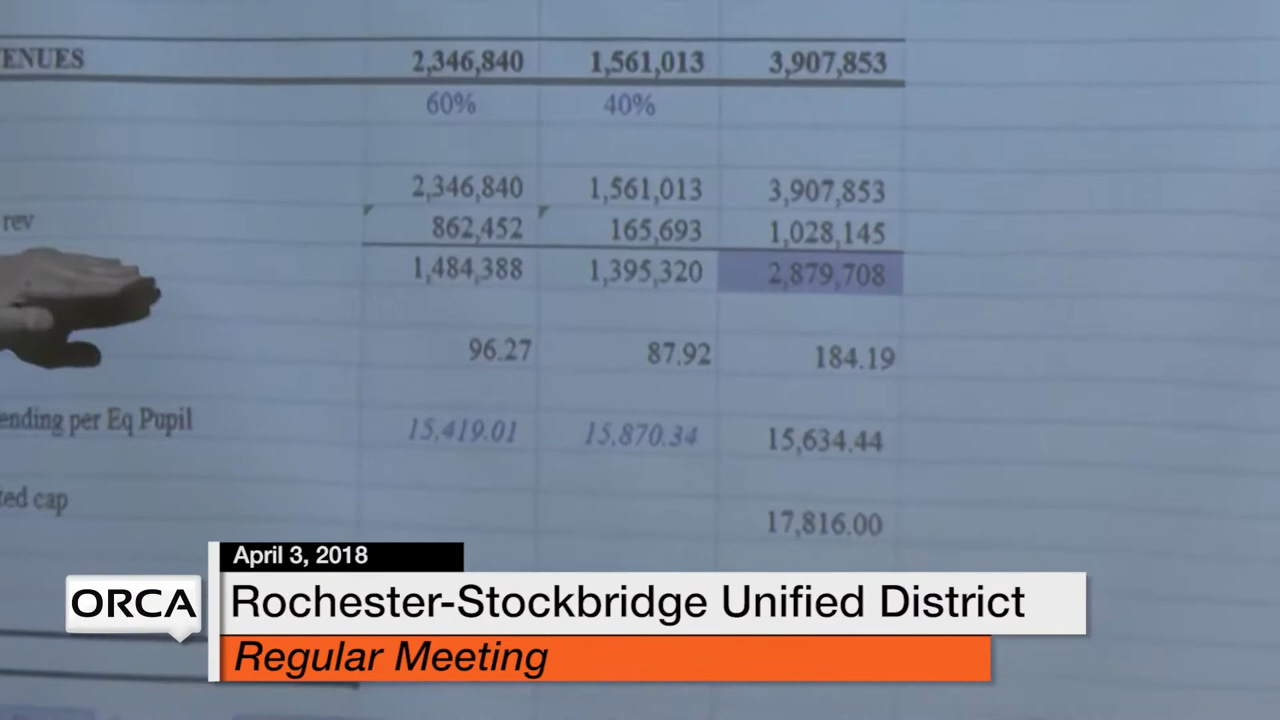 ENUES 2,346,840 1,561,013 3,907,853
60% 40%
2,346,840 1,561,013 3,907,853
rev 862,452 165,693 1,028,145
1,484,388 1,395,320 2,879,708
96.27 87.92 184.19
ending per Eq Pupil 15,419.01 15,870.34 15,634.44
ted cap 17,816.00
April 3, 2018
ORCA Rochester-Stockbridge Unified District
Regular Meeting